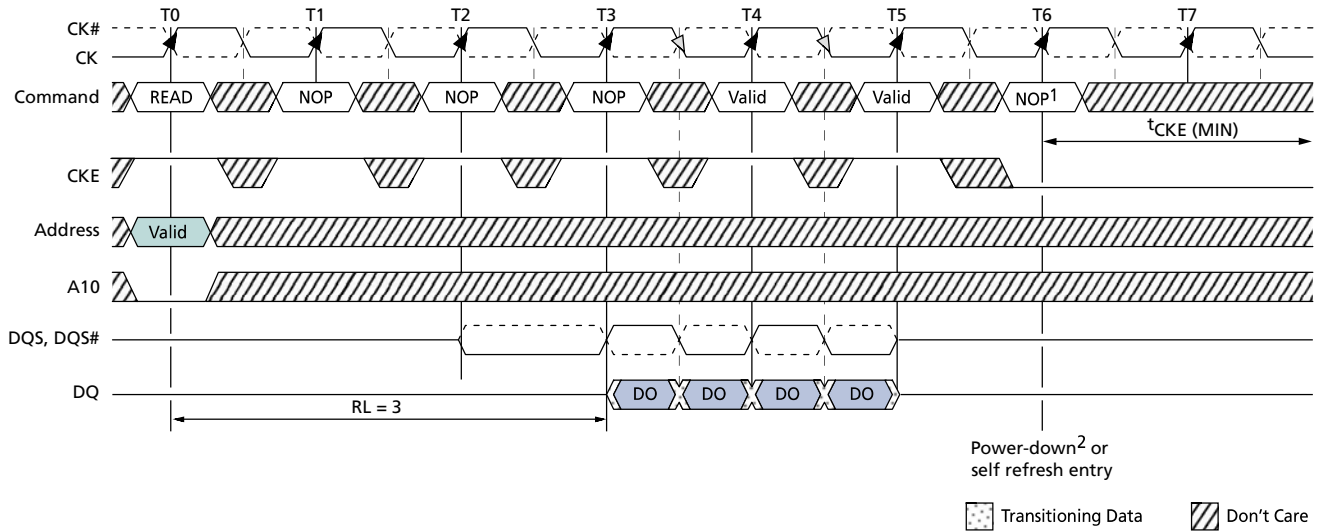 T0 T1 T2 T3 T4 T5 T6 T7
CK#
CK
Command READ NOP NOP NOP Valid Valid NOP1
tCKE (MIN)
CKE
Address Valid
A10
DQS, DQS#
DQ DO DO DO DO
RL = 3
Power-down2 or
self refresh entry
Transitioning Data Don't Care